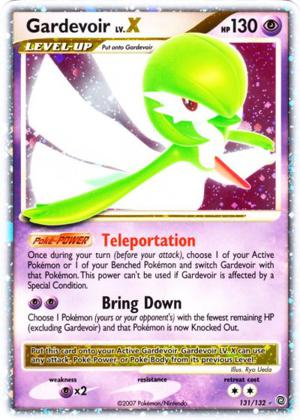 Gardevoir LV.X HP130
LEVEL-UP Put onto Gardevoir
Poké-POWER Teleportation
Once during your turn (before your attack), choose 1 of your Active
Pokémon or 1 of your Benched Pokémon and switch Gardevoir
with that Pokémon. This power can't be used if Gardevoir is affected by a
Special Condition.
Bring Down
Choose 1 Pokémon (yours or your opponent's) with the fewest remaining HP
(excluding Gardevoir) and that Pokémon is now Knocked Out.
Put this card onto your Active Gardevoir. Gardevoir LV. X can use
any attack, Poké-Power, or Poké-Body from its previous Level.
Illus. Ryo Ueda
weakness resistance retreat cost
x2
©2007 Pokémon/Nintendo 131/132